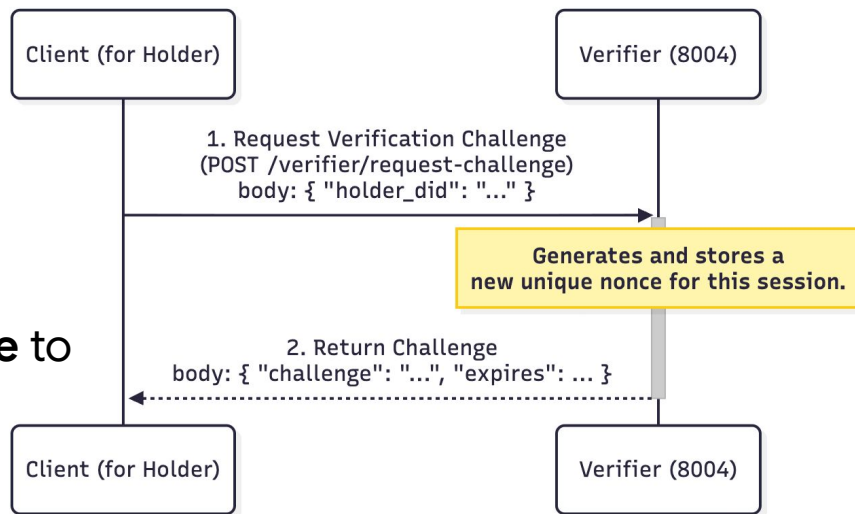 Client (for Holder)
Verifier (8004)
1. Request Verification Challenge
(POST /verifier/request-challenge)
body: { "holder_did": "..." }
Generates and stores a
new unique nonce for this session.
e to
2. Return Challenge
body: { "challenge": "...", "expires": ... }
Client (for Holder)
Verifier (8004)